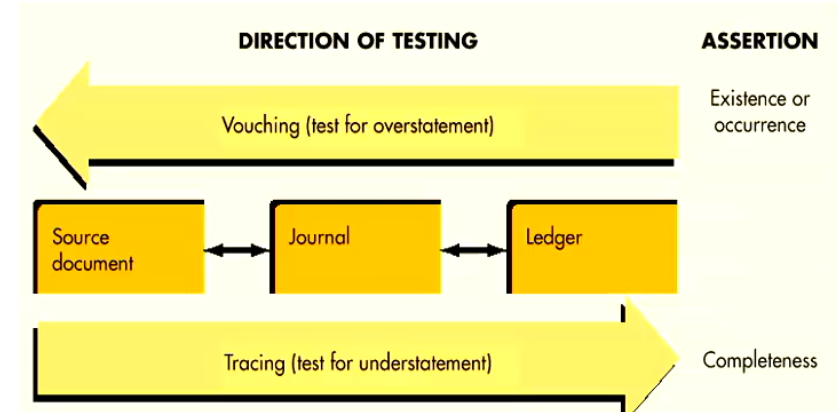 DIRECTION OF TESTING
ASSERTION
Vouching (test for overstatement)
Existence or
occurrence
Source
document
Journal
Ledger
Tracing (test for understatement)
Completeness